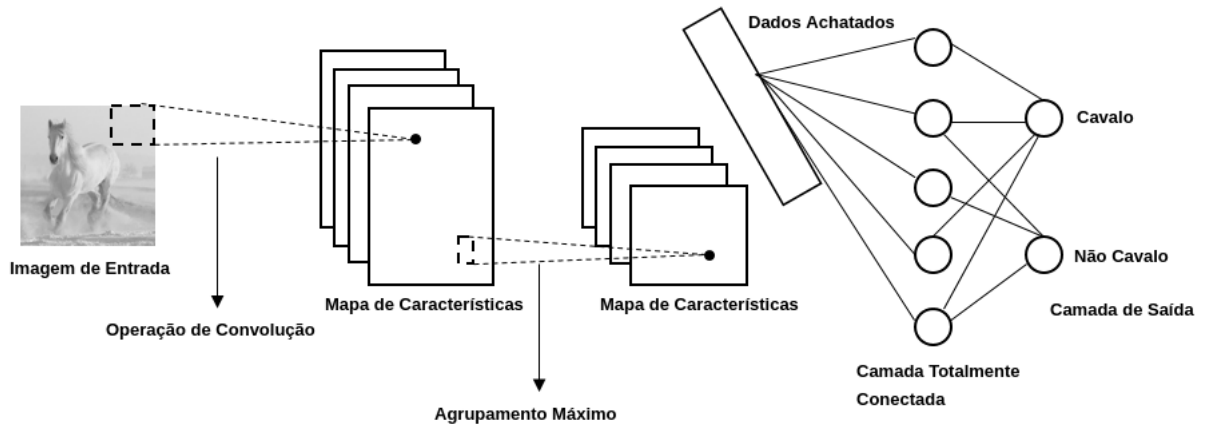 Dados Achatados
Cavalo
Imagem de Entrada
Não Cavalo
Mapa de Características
Mapa de Características
Camada de Saída
Operação de Convolução
Camada Totalmente
Conectada
Agrupamento Máximo